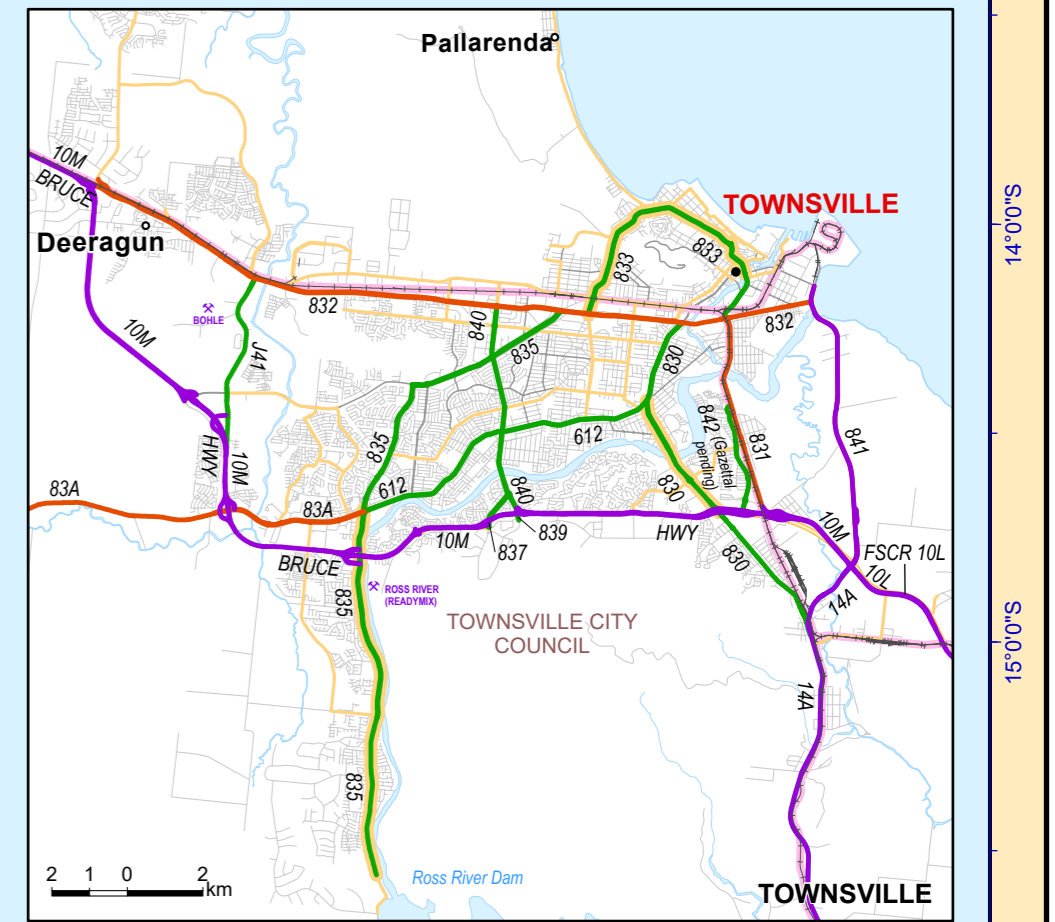 Pallarenda
TOWNSVILLE
10M
BRUCE
Deeragun
833
833
14°0'0"S
832
832
BOHLE
840
835
830
10M
J41
612
842 (Gazettal
pending)
831
841
HWY
10M
835
612
830
83A
83A
840
10M
837
839
HWY
10M
FSCR 10L
10L
BRUCE
830
14A
ROSS RIVER
(READYMIX)
835
TOWNSVILLE CITY
COUNCIL
15°0'0"S
14A
835
Ross River Dam
2 1 0 2
km
TOWNSVILLE